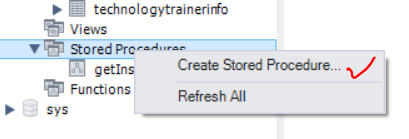 technologytrainerinfo
Views
Stored Procedures
Create Stored Procedure...
getIns
Refresh All
Functions
sys